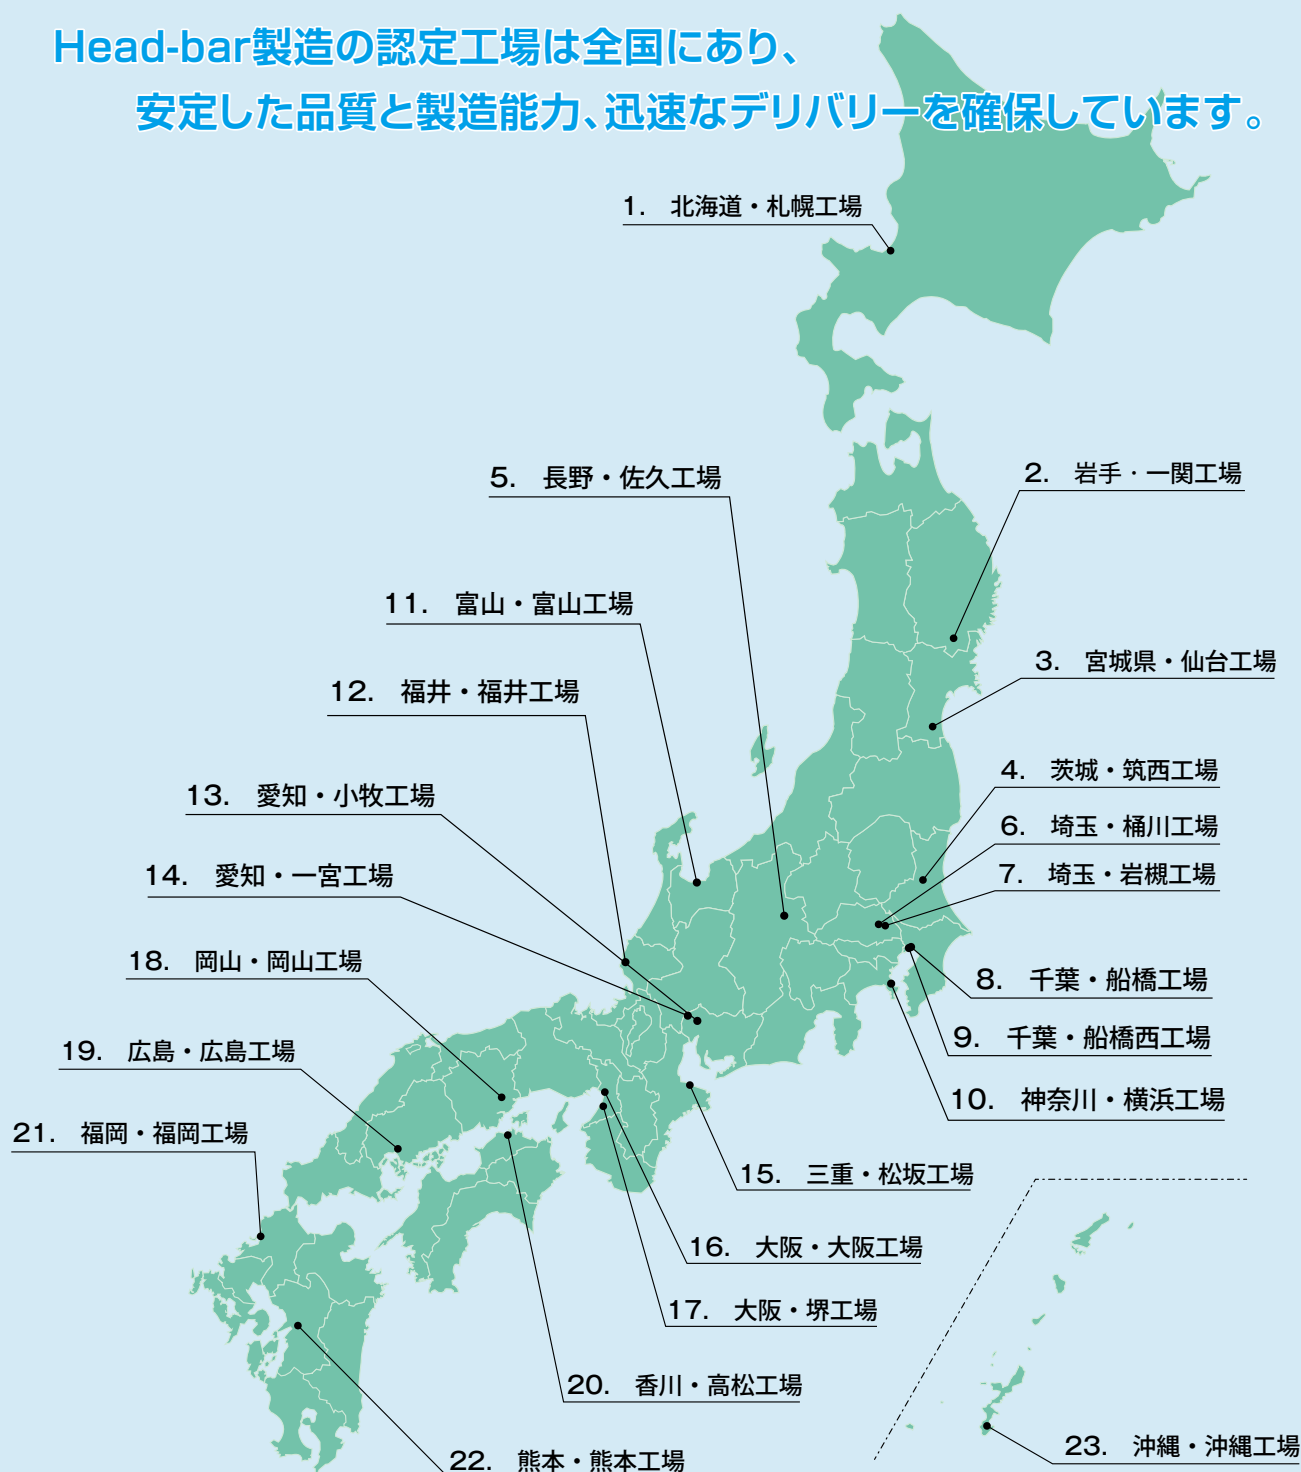 Head-bar製造の認定工場は全国にあり、
安定した品質と製造能力、迅速なデリバリーを確保しています。
1. 北海道・札幌工場
2. 岩手・一関工場
5. 長野・佐久工場
11. 富山・富山工場
3. 宮城県・仙台工場
12. 福井・福井工場
4. 茨城・筑西工場
13. 愛知・小牧工場
6. 埼玉・桶川工場
7. 埼玉・岩槻工場
14. 愛知・一宮工場
18. 岡山・岡山工場
8. 千葉・船橋工場
9. 千葉・船橋西工場
19. 広島・広島工場
10. 神奈川・横浜工場
21. 福岡・福岡工場
15. 三重・松坂工場
16. 大阪・大阪工場
17. 大阪・堺工場
20. 香川・高松工場
23. 沖縄・沖縄工場
22. 熊本・熊本工場